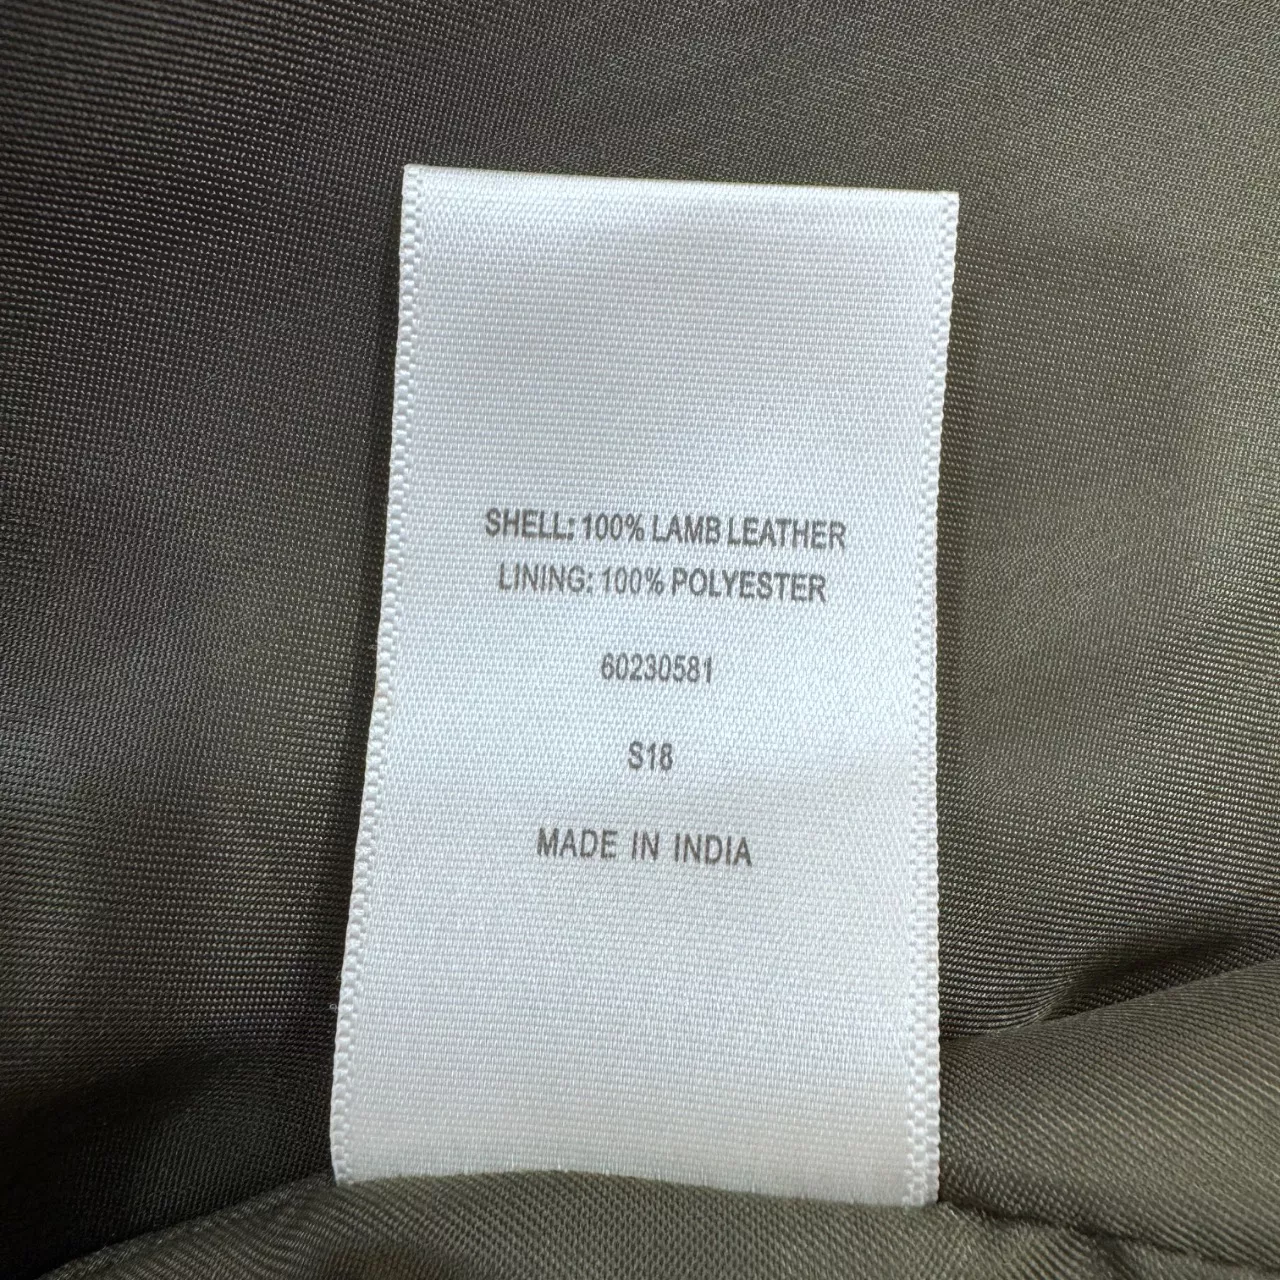 SHELL: 100% LAMB LEATHER
LINING: 100% POLYESTER
60230581
S18
MADE IN INDIA